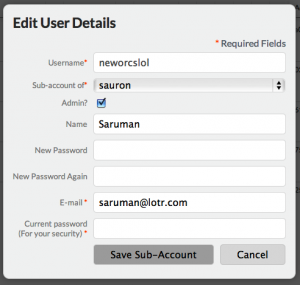 Edit User Details
* Required Fields
Username* neworcslol
Sub-account of* sauron
Admin?
Name Saruman
New Password
New Password Again
E-mail * saruman@lotr.com
Current password
(For your security) *
Save Sub-Account Cancel